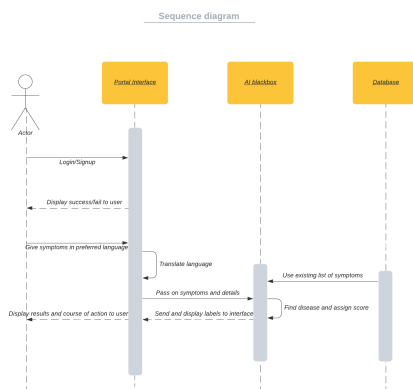 Sequence diagram
Portal Interface
AI blackbox
Database
Actor
Login/Signup
Display success/fail to user
Give symptoms in preferred language
Translate language
Use existing list of symptoms
Pass on symptoms and details
Find disease and assign score
Display results and course of action to user
Send and display labels to interface